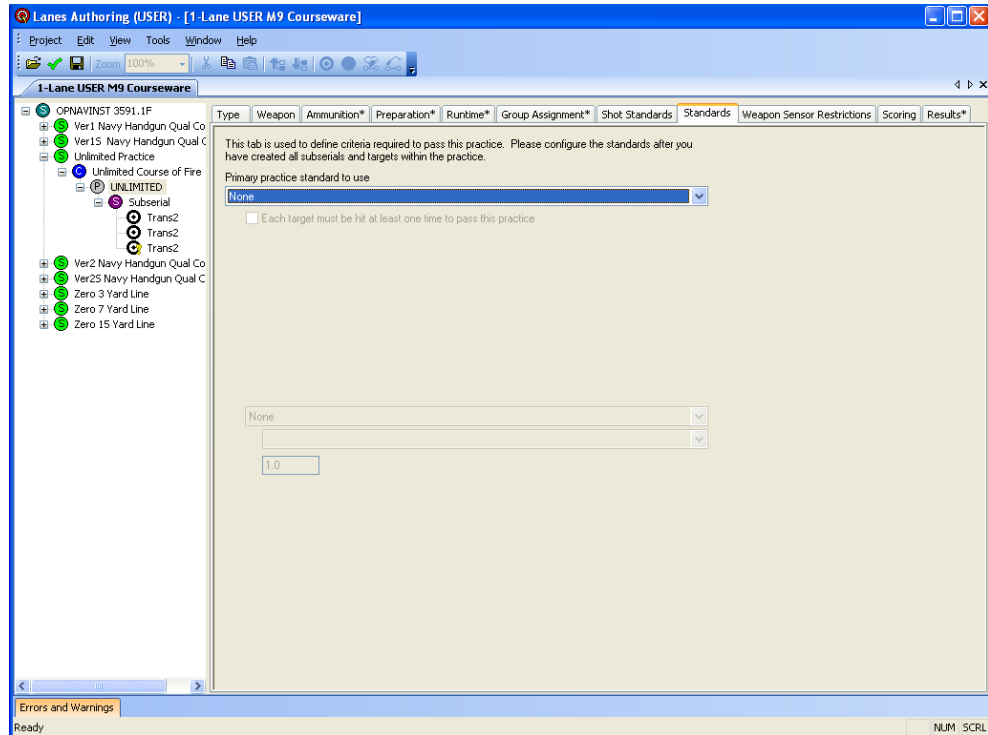 Lanes Authoring (USER) - [1-Lane USER M9 Courseware]
Project Edit View Tools Window Help
Zoom 100%
1-Lane USER M9 Courseware
S OPNAVINST 3591.1F
S Ver1 Navy Handgun Qual Co
S Ver1S Navy Handgun Qual C
S Unlimited Practice
C Unlimited Course of Fire
P UNLIMITED
S Subserial
Trans2
Trans2
Trans2
S Ver2 Navy Handgun Qual Co
S Ver2S Navy Handgun Qual C
S Zero 3 Yard Line
S Zero 7 Yard Line
S Zero 15 Yard Line
Type Weapon Ammunition* Preparation* Runtime* Group Assignment* Shot Standards Standards Weapon Sensor Restrictions Scoring Results*
This tab is used to define criteria required to pass this practice. Please configure the standards after you
have created all subserials and targets within the practice.
Primary practice standard to use
None
Each target must be hit at least one time to pass this practice
None
1.0
Errors and Warnings
Ready NUM SCRL